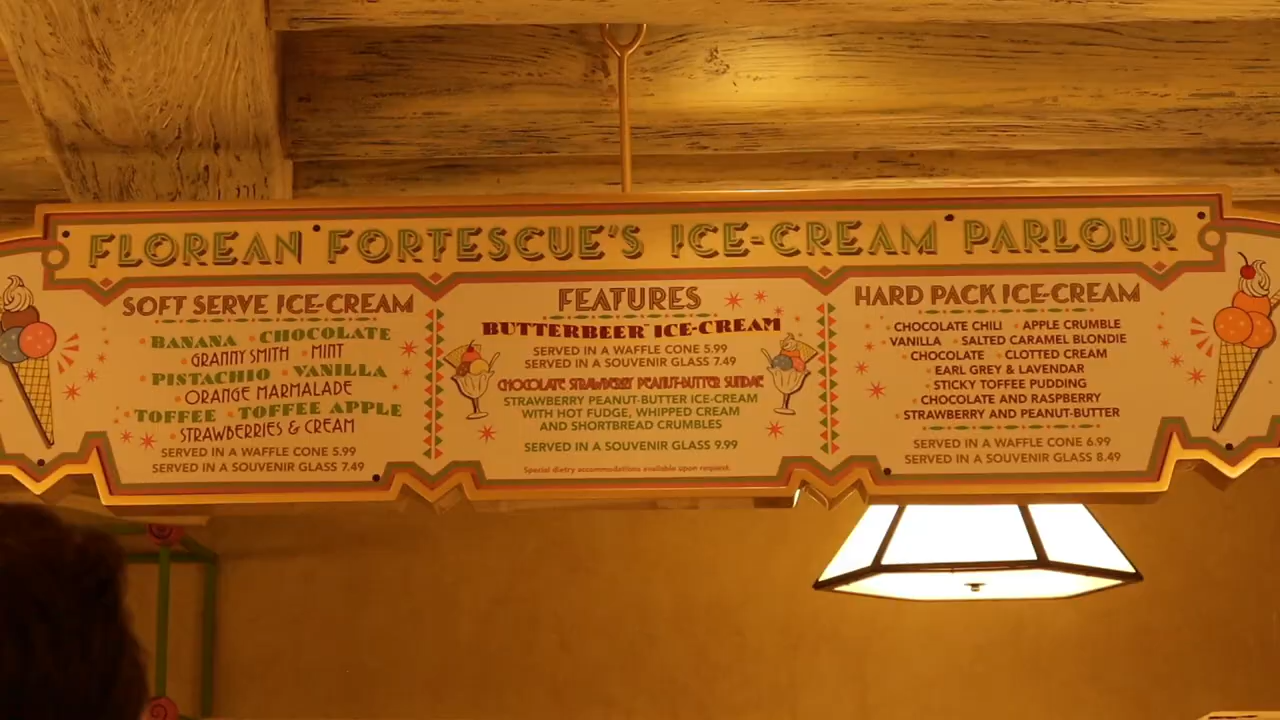 FLOREAN FORTESCUE'S ICE-CREAM PARLOUR
SOFT SERVE ICE-CREAM
BANANA • CHOCOLATE
• GRANNY SMITH • MINT
PISTACHIO • VANILLA
• ORANGE MARMALADE
TOFFEE • TOFFEE APPLE
• STRAWBERRIES & CREAM
SERVED IN A WAFFLE CONE 5.99
SERVED IN A SOUVENIR GLASS 7.49
FEATURES
BUTTERBEER ICE-CREAM
SERVED IN A WAFFLE CONE 5.99
SERVED IN A SOUVENIR GLASS 7.49
CHOCOLATE STRAWBERRY PEANUT-BUTTER SUNDAE
STRAWBERRY PEANUT-BUTTER ICE-CREAM
WITH HOT FUDGE, WHIPPED CREAM
AND SHORTBREAD CRUMBLES
SERVED IN A SOUVENIR GLASS 9.99
Special dietry accommodations available upon request.
HARD PACK ICE-CREAM
• CHOCOLATE CHILI • APPLE CRUMBLE
• VANILLA • SALTED CARAMEL BLONDIE
• CHOCOLATE • CLOTTED CREAM
• EARL GREY & LAVENDAR
• STICKY TOFFEE PUDDING
• CHOCOLATE AND RASPBERRY
• STRAWBERRY AND PEANUT-BUTTER
SERVED IN A WAFFLE CONE 6.99
SERVED IN A SOUVENIR GLASS 8.49